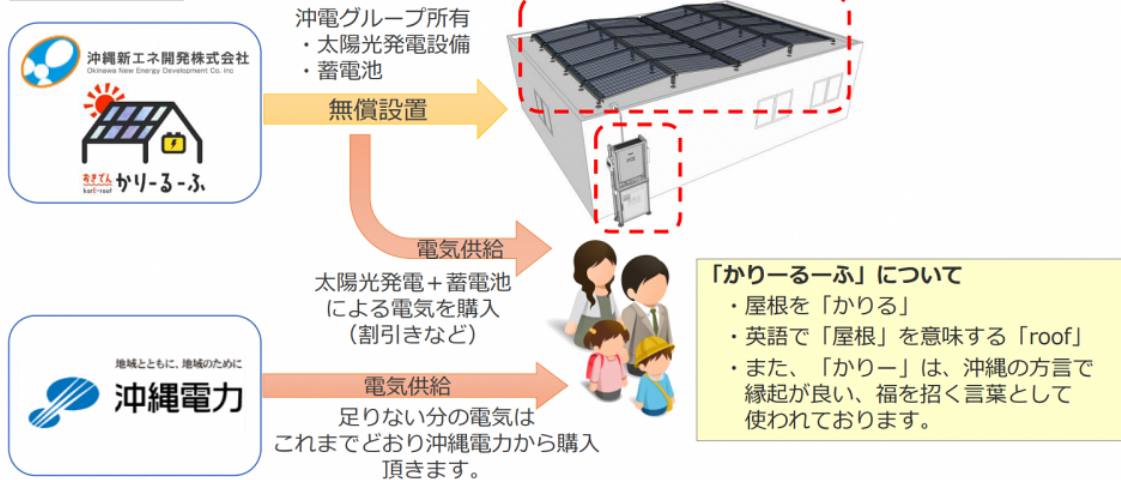 沖縄新エネ開発株式会社
Okinawa New Energy Development Co. Inc
おきでん
karE-roof
かりーるーふ
沖電グループ所有
・太陽光発電設備
・蓄電池
無償設置
電気供給
太陽光発電＋蓄電池
による電気を購入
（割引きなど）
地域とともに、地域のために
沖縄電力
電気供給
足りない分の電気は
これまでどおり沖縄電力から購入
頂きます。
「かりーるーふ」について
・屋根を「かりる」
・英語で「屋根」を意味する「roof」
・また、「かりー」は、沖縄の方言で
縁起が良い、福を招く言葉として
使われております。